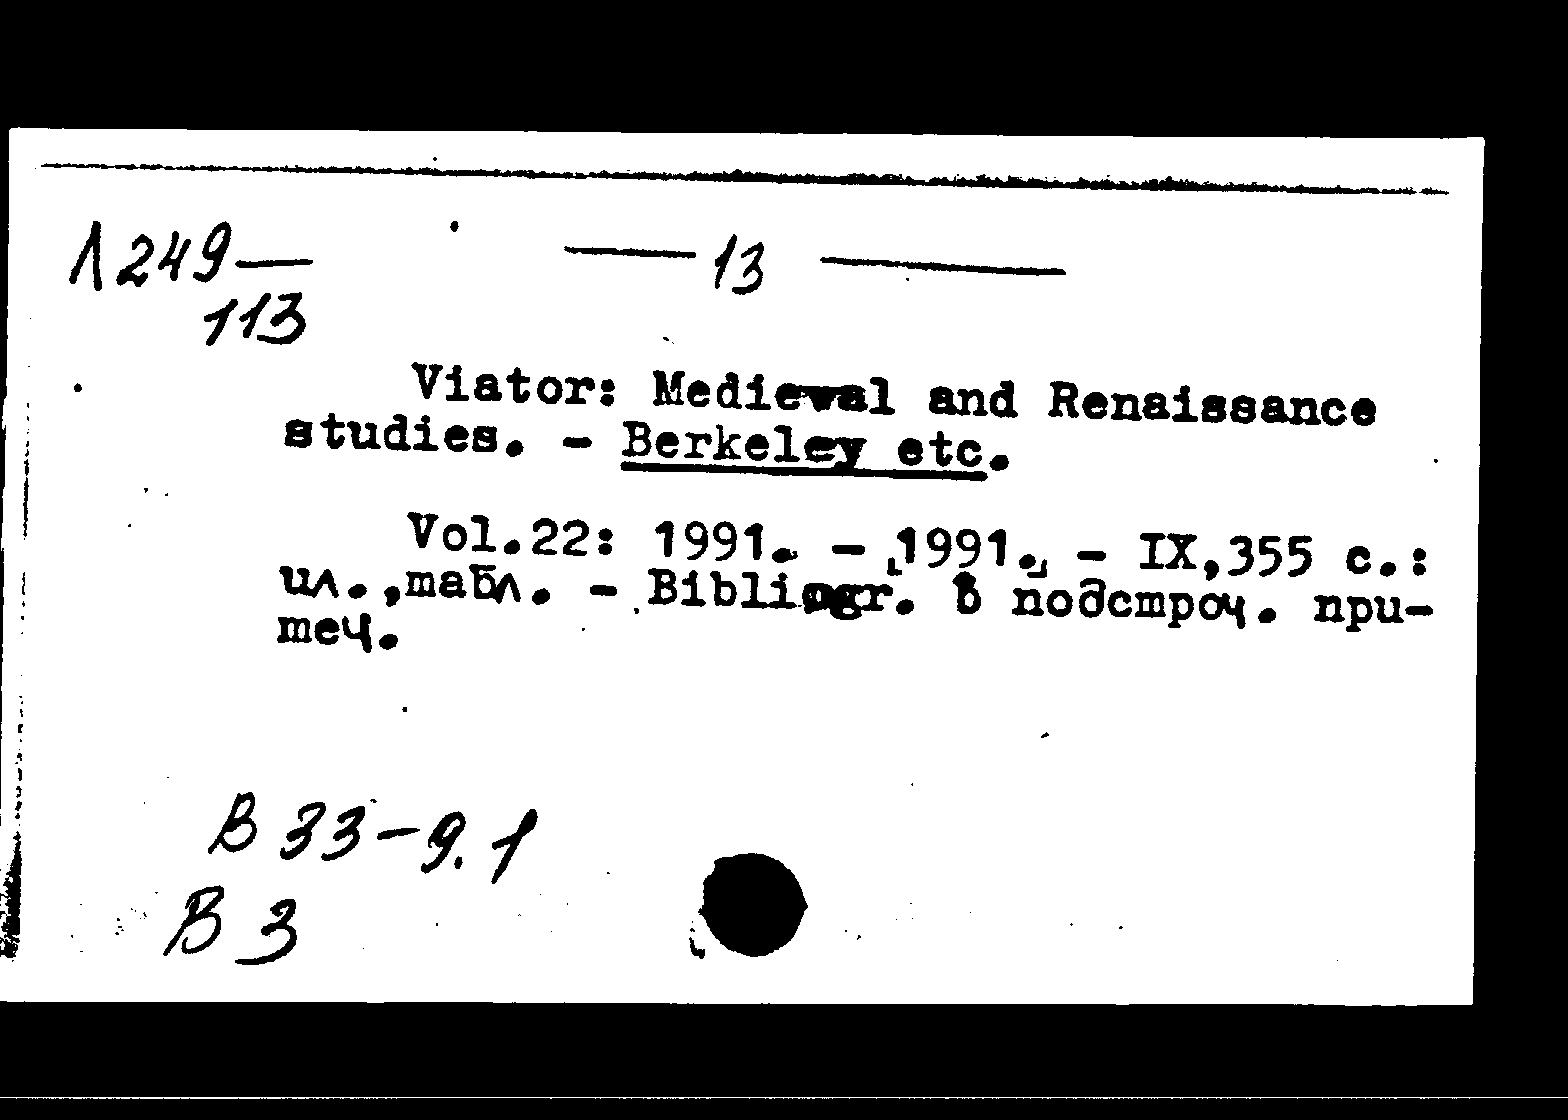 Л249—
113
— 13 —
Viator: Medieval and Renaissance
studies. – Berkeley etc.
Vol.22: 1991. – 1991. – IX,355 с.:
ил.,табл. – Bibliogr. в подстроч. при-
меч.
В 33-9.1
В 3